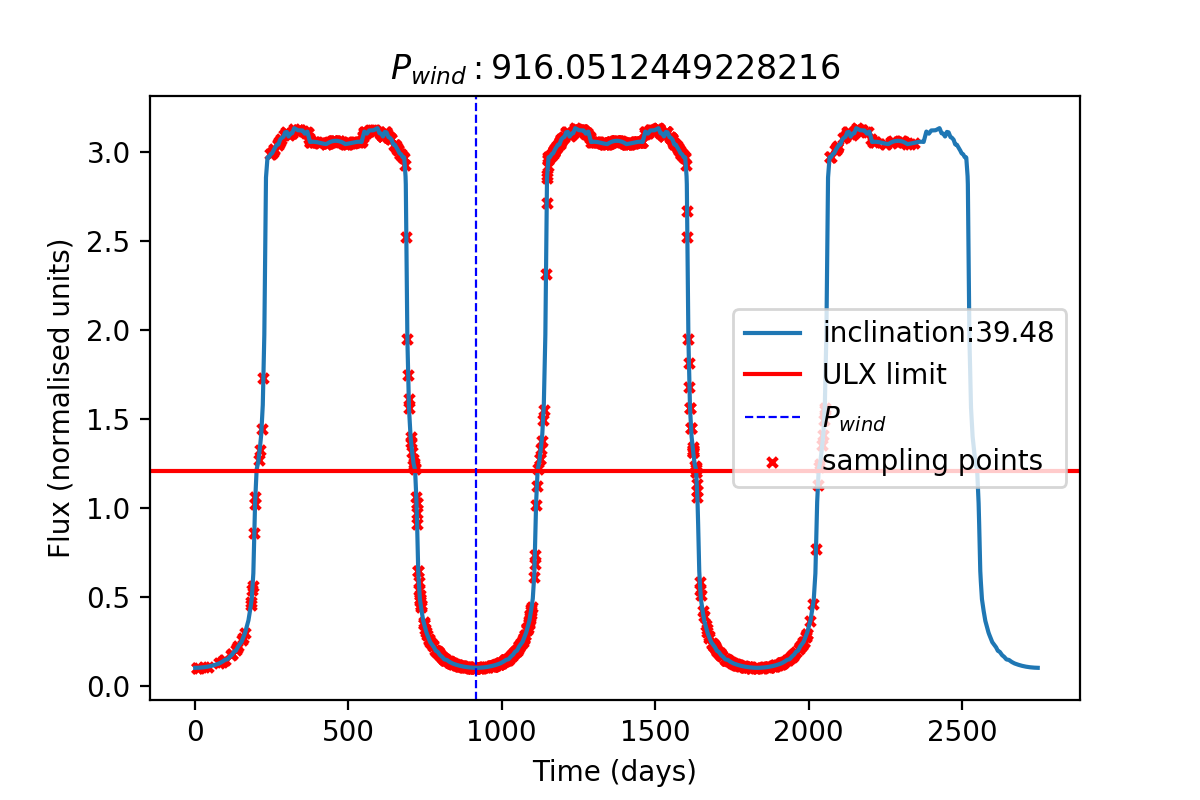 P_wind : 916.0512449228216
Flux (normalised units)
3.0
2.5
2.0
1.5
1.0
0.5
0.0
inclination:39.48
ULX limit
P_wind
sampling points
0 500 1000 1500 2000 2500
Time (days)